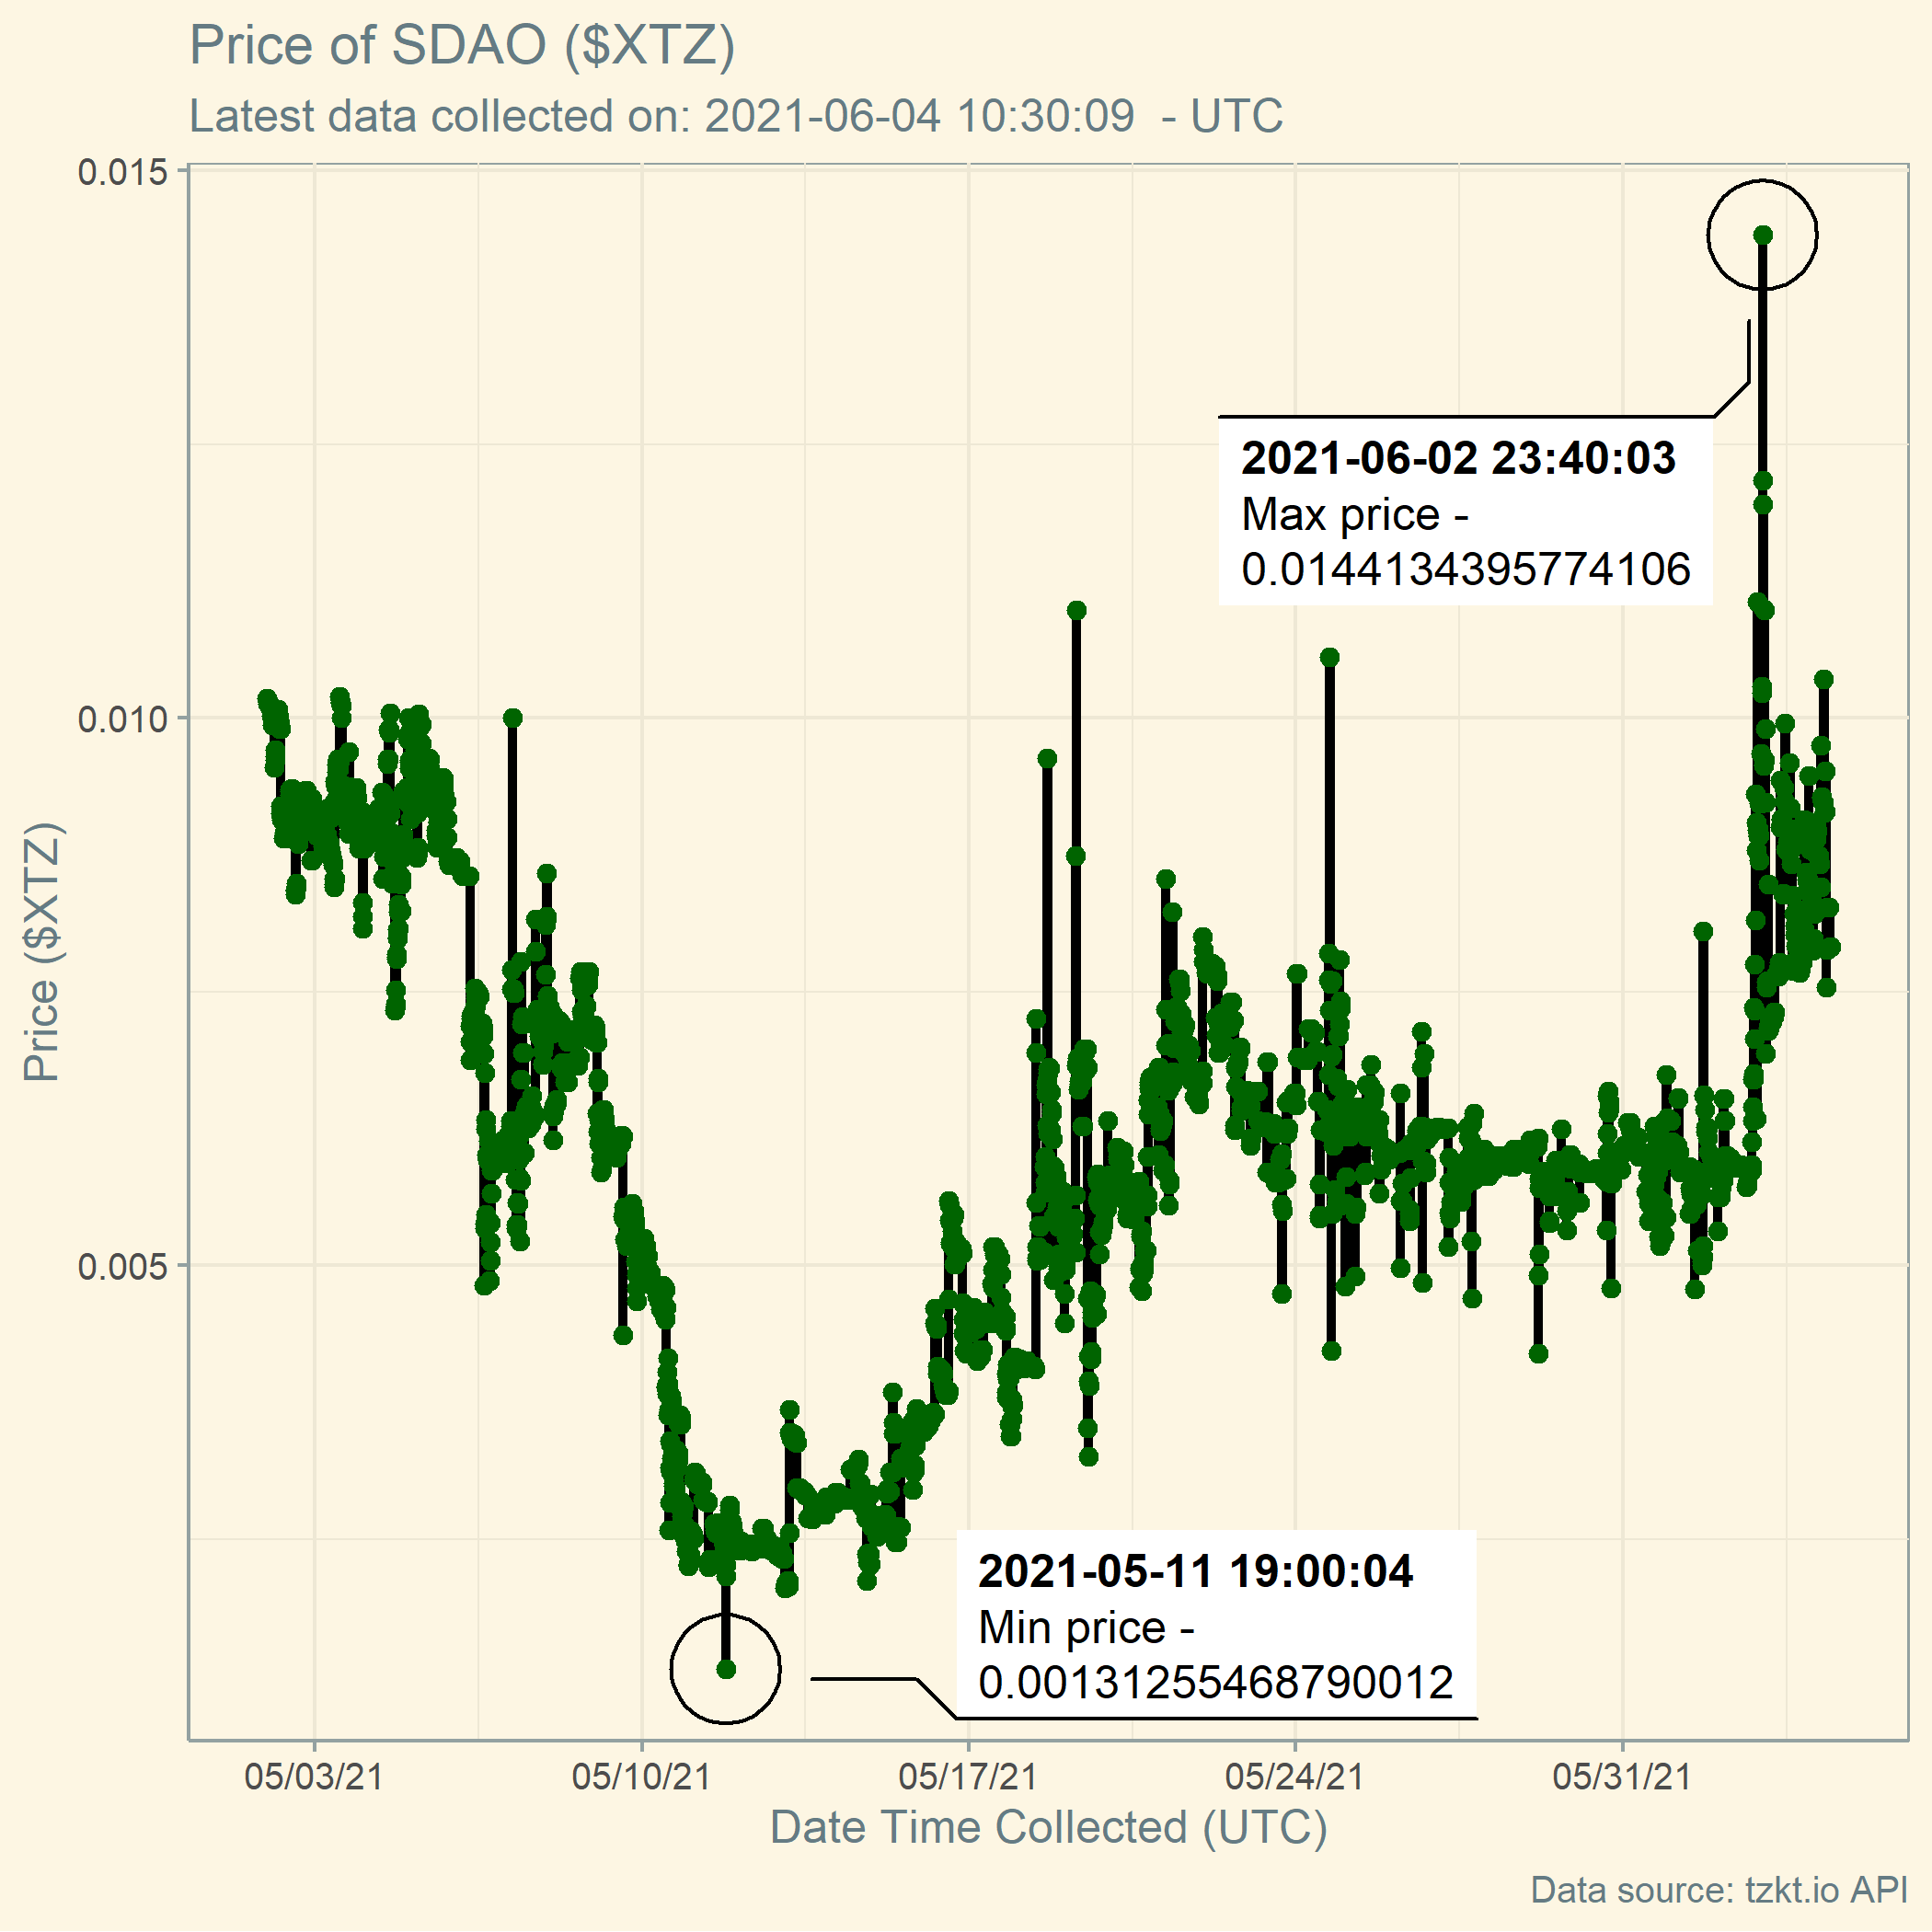 Price of SDAO ($XTZ)
Latest data collected on: 2021-06-04 10:30:09  - UTC
0.015
2021-06-02 23:40:03
Max price -
0.0144134395774106
0.010
Price ($XTZ)
0.005
2021-05-11 19:00:04
Min price -
0.00131255468790012
05/03/21
05/10/21
05/17/21
05/24/21
05/31/21
Date Time Collected (UTC)
Data source: tzkt.io API